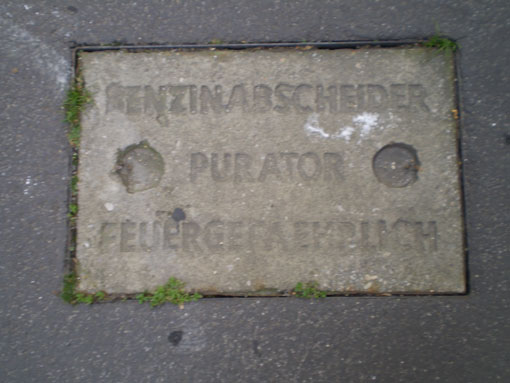 BENZINABSCHEIDER
PURATOR
FEUERGEFAEHRLICH